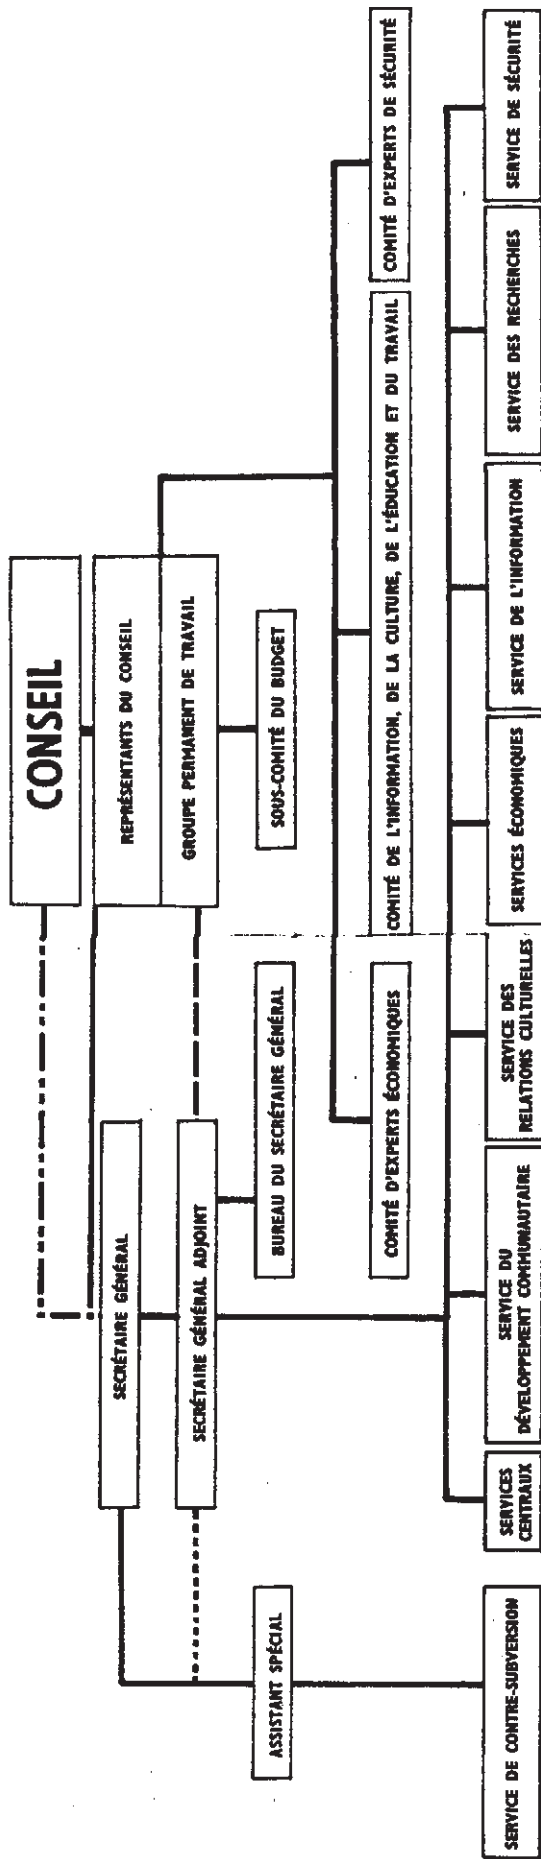 CONSEIL
REPRÉSENTANTS DU CONSEIL
GROUPE PERMANENT DE TRAVAIL
SECRÉTAIRE GÉNÉRAL
SECRÉTAIRE GÉNÉRAL ADJOINT
ASSISTANT SPÉCIAL
BUREAU DU SECRÉTAIRE GÉNÉRAL
SOUS-COMITÉ DU BUDGET
COMITÉ D'EXPERTS ÉCONOMIQUES
COMITÉ DE L'INFORMATION, DE LA CULTURE, DE L'ÉDUCATION ET DU TRAVAIL
COMITÉ D'EXPERTS DE SÉCURITÉ
SERVICE DE CONTRE-SUBVERSION
SERVICES
CENTRAUX
SERVICE DU
DÉVELOPPEMENT COMMUNAUTAIRE
SERVICE DES
RELATIONS CULTURELLES
SERVICES ÉCONOMIQUES
SERVICE DE L'INFORMATION
SERVICE DES RECHERCHES
SERVICE DE SÉCURITÉ